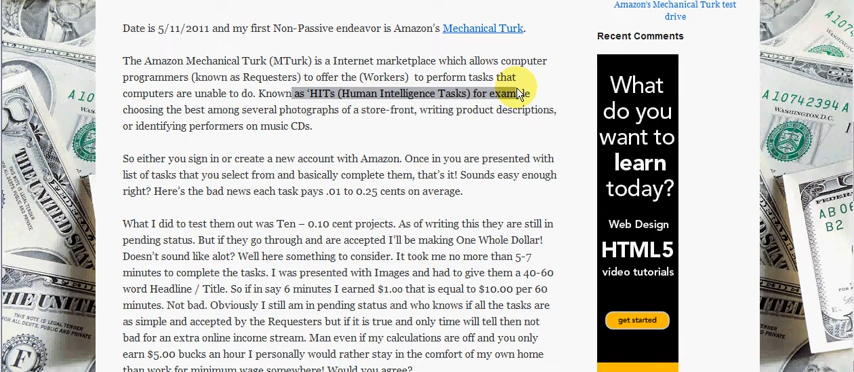 Date is 5/11/2011 and my first Non-Passive endeavor is Amazon's Mechanical Turk.
The Amazon Mechanical Turk (MTurk) is a Internet marketplace which allows computer
programmers (known as Requesters) to offer the (Workers) to perform tasks that
computers are unable to do. Known as 'HITs (Human Intelligence Tasks) for example
choosing the best among several photographs of a store-front, writing product descriptions,
or identifying performers on music CDs.
So either you sign in or create a new account with Amazon. Once in you are presented with
list of tasks that you select from and basically complete them, that's it! Sounds easy enough
right? Here's the bad news each task pays .01 to 0.25 cents on average.
What I did to test them out was Ten – 0.10 cent projects. As of writing this they are still in
pending status. But if they go through and are accepted I'll be making One Whole Dollar!
Doesn't sound like alot? Well here something to consider. It took me no more than 5-7
minutes to complete the tasks. I was presented with Images and had to give them a 40-60
word Headline / Title. So if in say 6 minutes I earned $1.00 that is equal to $10.00 per 60
minutes. Not bad. Obviously I still am in pending status and who knows if all the tasks are
as simple and accepted by the Requesters but if it is true and only time will tell then not
bad for an extra online income stream. Man even if my calculations are off and you only
earn $5.00 bucks an hour I personally would rather stay in the comfort of my own home
than work for minimum wage somewhere! Would you agree?
Amazon's Mechanical Turk test
drive
Recent Comments
What
do you
want to
learn
today?
Web Design
HTML5
video tutorials
get started
A 10742394 A
WASHINGTON, D.C.
THE UNITED ST